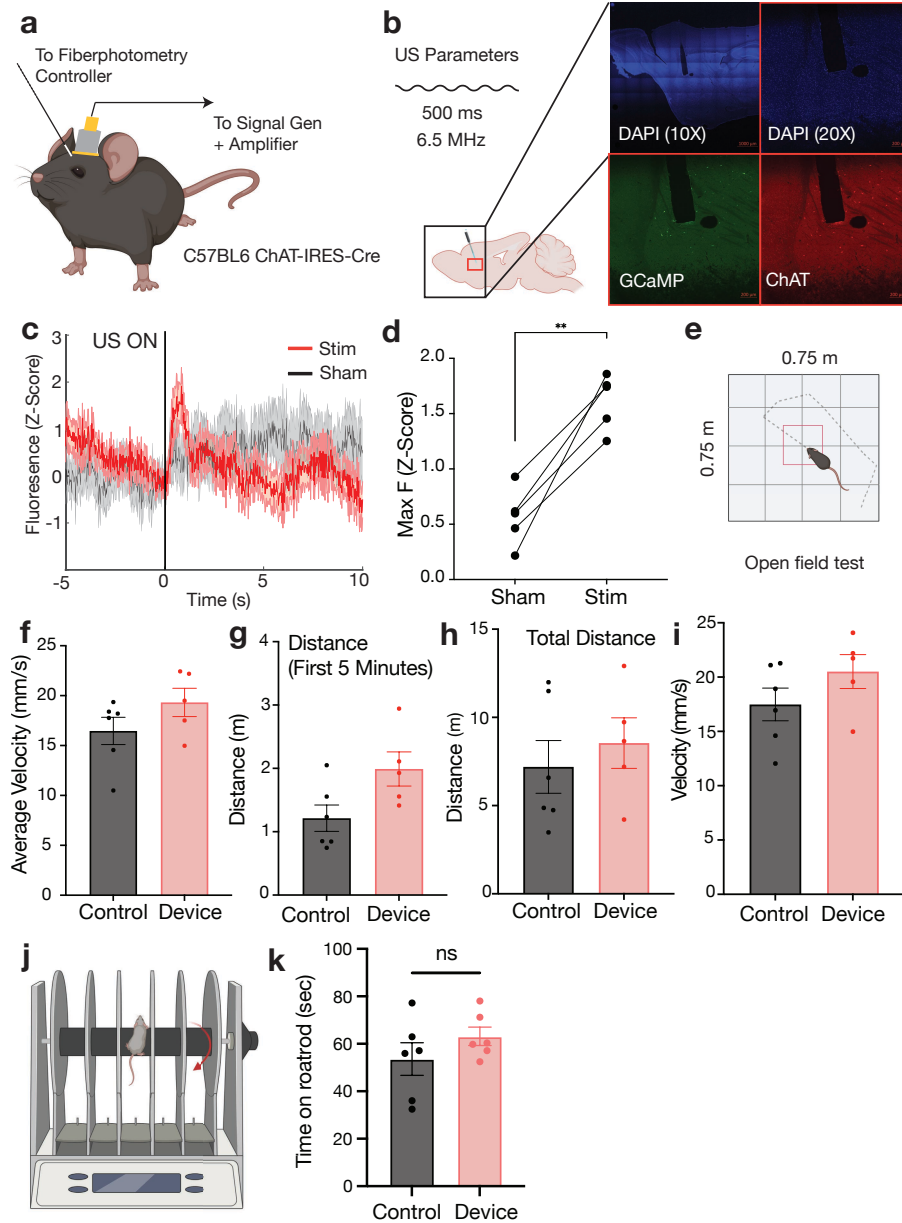 a
To Fiberphotometry
Controller
To Signal Gen
+ Amplifier
C57BL6 ChAT-IRES-Cre
b
US Parameters
500 ms
6.5 MHz
DAPI (10X)
DAPI (20X)
GCaMP
ChAT
c
US ON
Stim
Sham
Fluoresence (Z-Score)
3
2
1
0
-1
-5
0
5
10
Time (s)
d
**
Max F (Z-Score)
2.0
1.5
1.0
0.5
0.0
Sham
Stim
e
0.75 m
0.75 m
Open field test
f
Average Velocity (mm/s)
25
20
15
10
5
0
Control
Device
g
Distance
(First 5 Minutes)
Distance (m)
4
3
2
1
0
Control
Device
h
Total Distance
Distance (m)
15
10
5
0
Control
Device
i
Velocity (mm/s)
25
20
15
10
5
0
Control
Device
j
k
ns
Time on roatrod (sec)
100
80
60
40
20
0
Control
Device